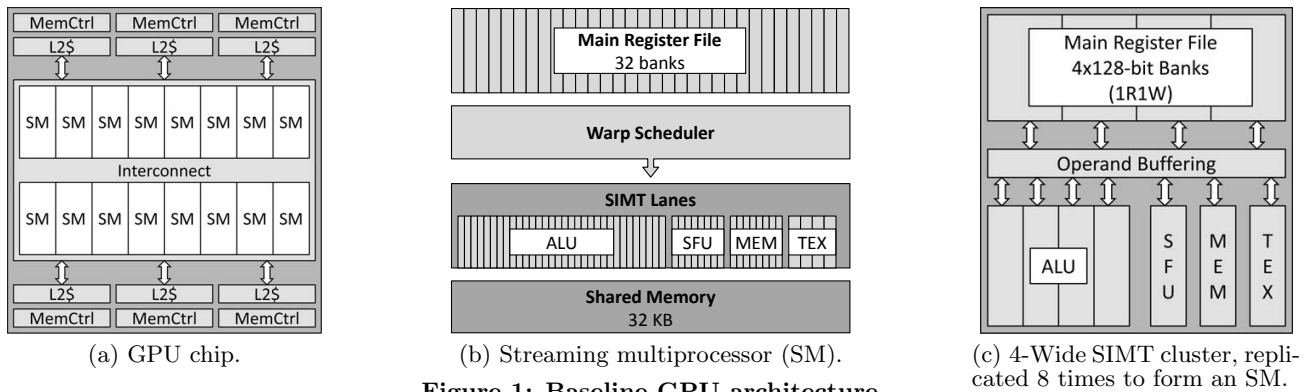 MemCtrl MemCtrl MemCtrl
L2$ L2$ L2$
SM SM SM SM SM SM SM SM
Interconnect
SM SM SM SM SM SM SM SM
L2$ L2$ L2$
MemCtrl MemCtrl MemCtrl
(a) GPU chip.
Main Register File
32 banks
Warp Scheduler
SIMT Lanes
ALU SFU MEM TEX
Shared Memory
32 KB
(b) Streaming multiprocessor (SM).
Main Register File
4x128-bit Banks
(1R1W)
Operand Buffering
ALU
SFU
MEM
TEX
(c) 4-Wide SIMT cluster, repli-
cated 8 times to form an SM.
Figure 1: Baseline GPU architecture